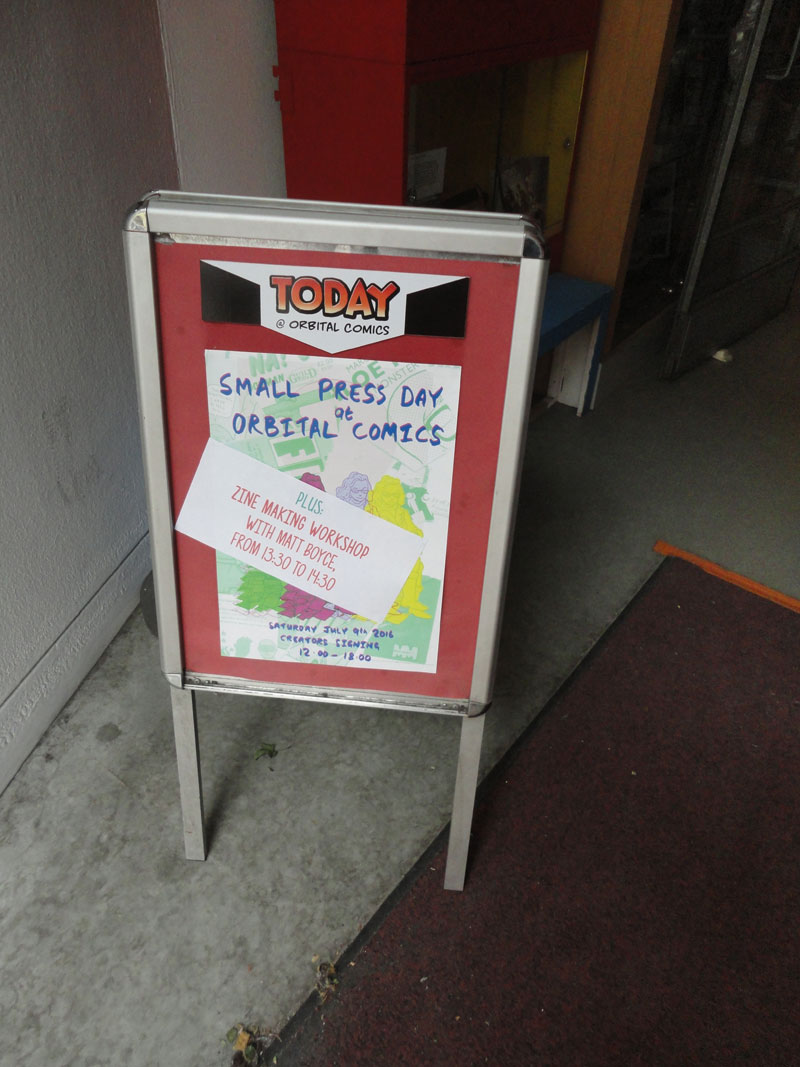 TODAY
@ ORBITAL COMICS
SMALL PRESS DAY
at
ORBITAL COMICS
PLUS:
ZINE MAKING WORKSHOP
WITH MATT BOYCE,
FROM 13:30 TO 14:30
SATURDAY JULY 9th 2016
CREATORS SIGNING
12.00 - 18.00